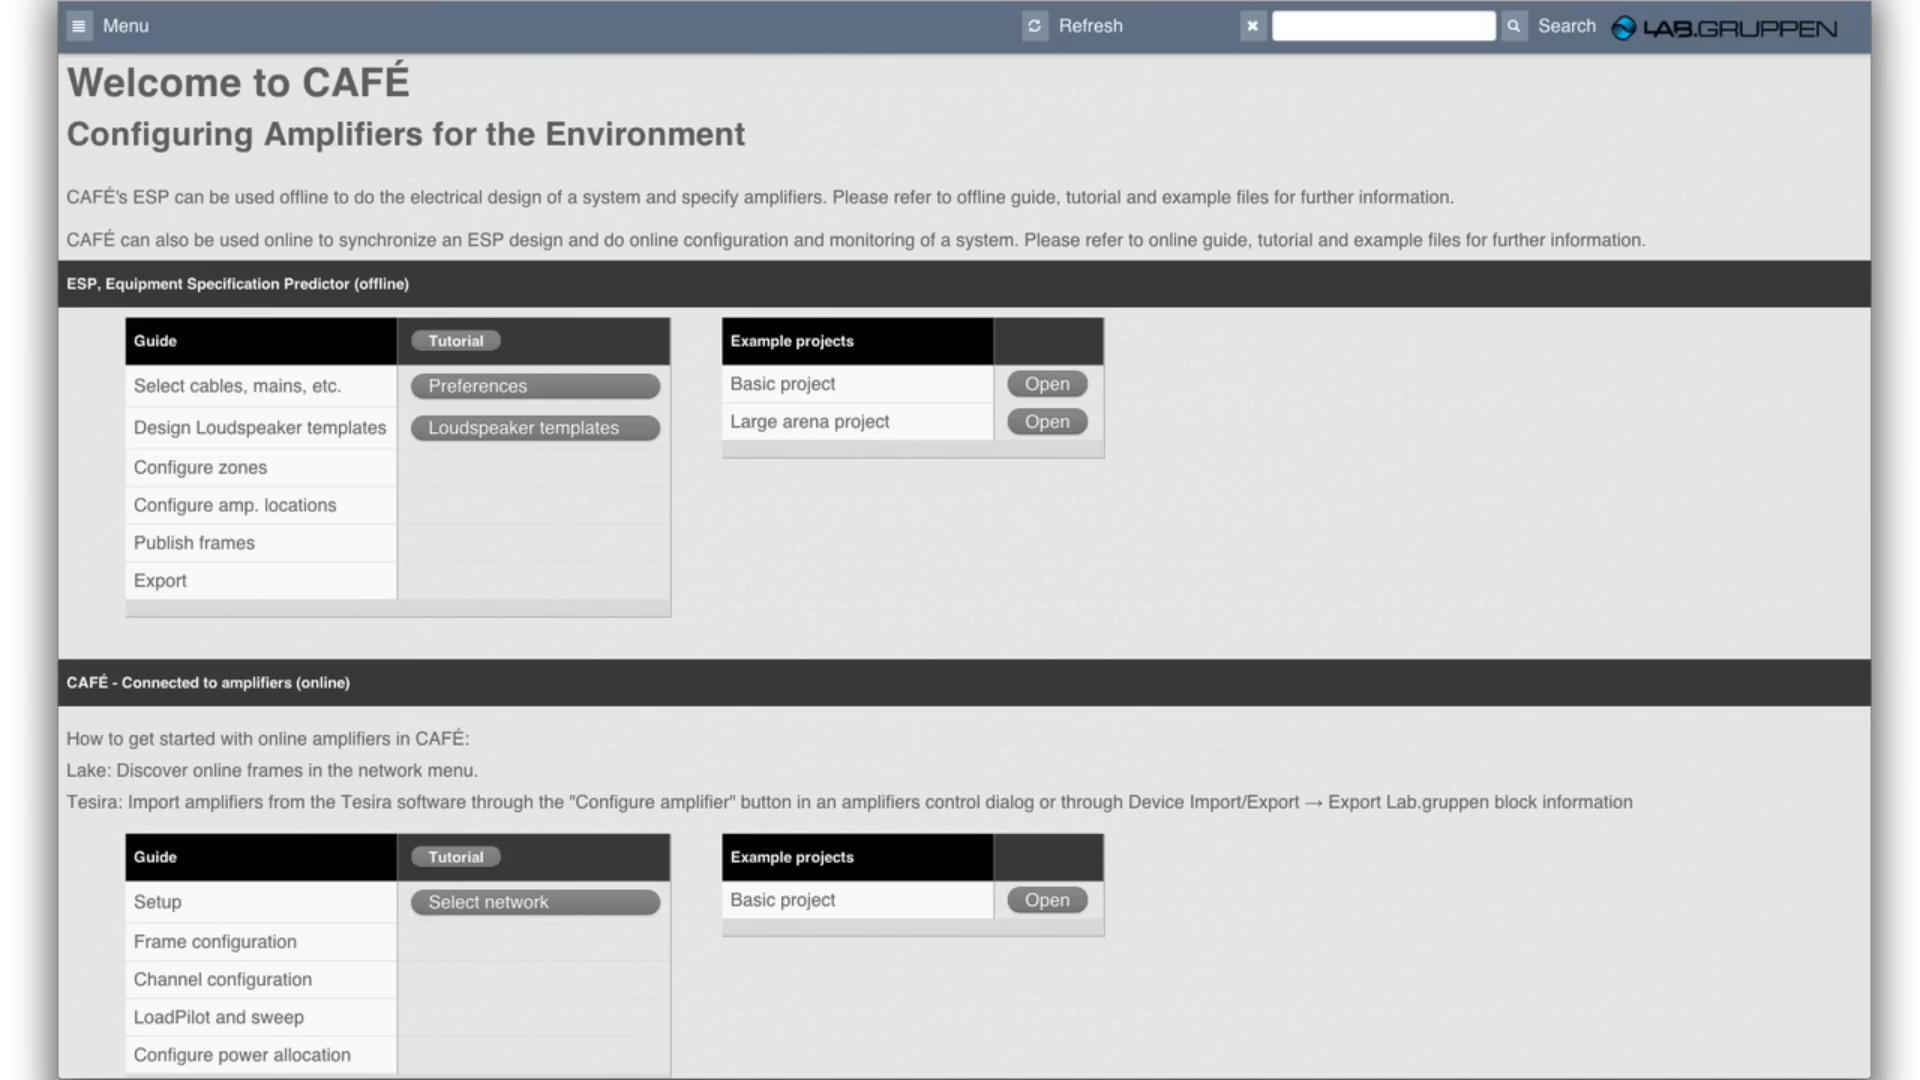 Menu
Refresh
Search
LAB.GRUPPEN
Welcome to CAFÉ
Configuring Amplifiers for the Environment
CAFÉ's ESP can be used offline to do the electrical design of a system and specify amplifiers. Please refer to offline guide, tutorial and example files for further information.
CAFÉ can also be used online to synchronize an ESP design and do online configuration and monitoring of a system. Please refer to online guide, tutorial and example files for further information.
ESP, Equipment Specification Predictor (offline)
Guide Tutorial
Select cables, mains, etc. Preferences
Design Loudspeaker templates Loudspeaker templates
Configure zones
Configure amp. locations
Publish frames
Export
Example projects
Basic project Open
Large arena project Open
CAFÉ - Connected to amplifiers (online)
How to get started with online amplifiers in CAFÉ:
Lake: Discover online frames in the network menu.
Tesira: Import amplifiers from the Tesira software through the "Configure amplifier" button in an amplifiers control dialog or through Device Import/Export → Export Lab.gruppen block information
Guide Tutorial
Setup Select network
Frame configuration
Channel configuration
LoadPilot and sweep
Configure power allocation
Example projects
Basic project Open